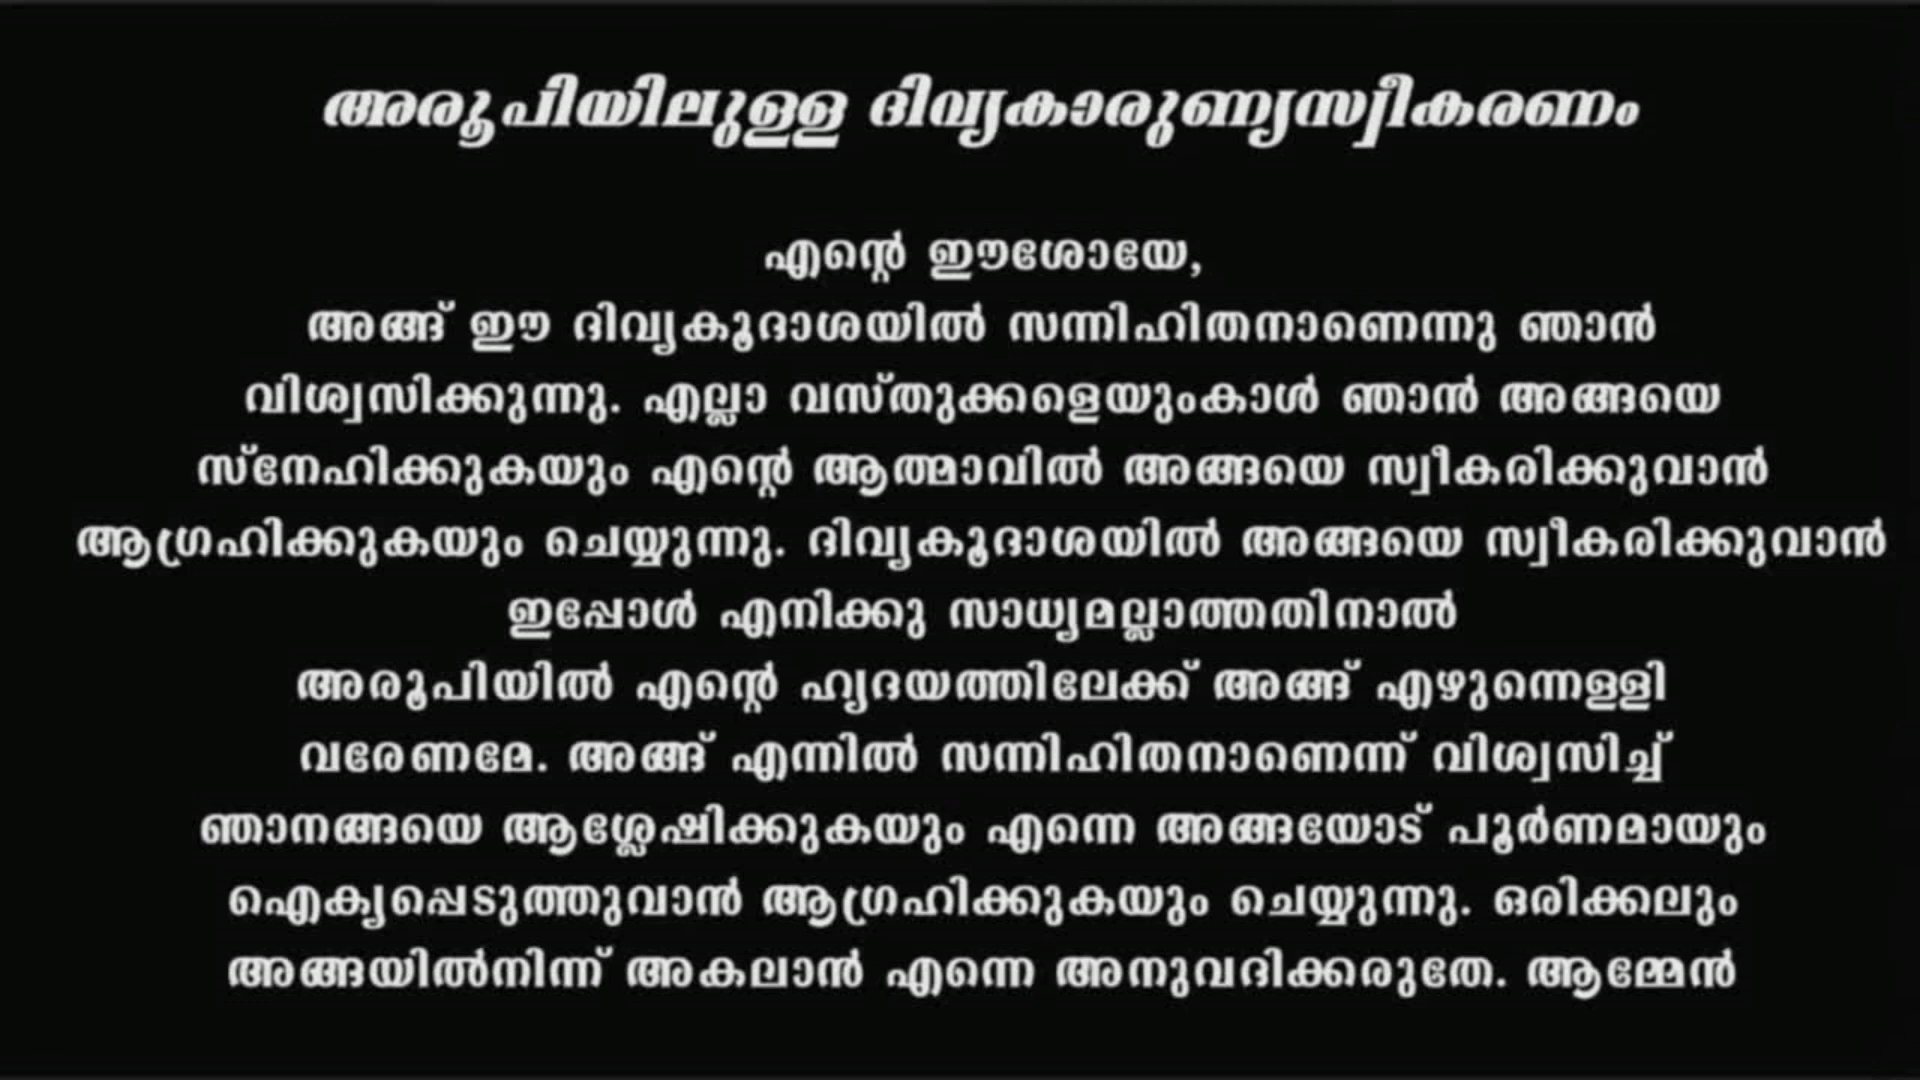 അരൂപിയിലുള്ള ദിവ്യകാരുണ്യസ്വീകരണം
എന്റെ ഈശോയേ,
അങ്ങ് ഈ ദിവ്യകൂദാശയിൽ സന്നിഹിതനാണെന്നു ഞാൻ
വിശ്വസിക്കുന്നു. എല്ലാ വസ്തുക്കളെയുംകാൾ ഞാൻ അങ്ങയെ
സ്നേഹിക്കുകയും എന്റെ ആത്മാവിൽ അങ്ങയെ സ്വീകരിക്കുവാൻ
ആഗ്രഹിക്കുകയും ചെയ്യുന്നു. ദിവ്യകൂദാശയിൽ അങ്ങയെ സ്വീകരിക്കുവാൻ
ഇപ്പോൾ എനിക്കു സാധ്യമല്ലാത്തതിനാൽ
അരൂപിയിൽ എന്റെ ഹൃദയത്തിലേക്ക് അങ്ങ് എഴുന്നെള്ളി
വരേണമേ. അങ്ങ് എന്നിൽ സന്നിഹിതനാണെന്ന് വിശ്വസിച്ച്
ഞാനങ്ങയെ ആശ്ലേഷിക്കുകയും എന്നെ അങ്ങയോട് പൂർണമായും
ഐക്യപ്പെടുത്തുവാൻ ആഗ്രഹിക്കുകയും ചെയ്യുന്നു. ഒരിക്കലും
അങ്ങയിൽനിന്ന് അകലാൻ എന്നെ അനുവദിക്കരുതേ. ആമ്മേൻ